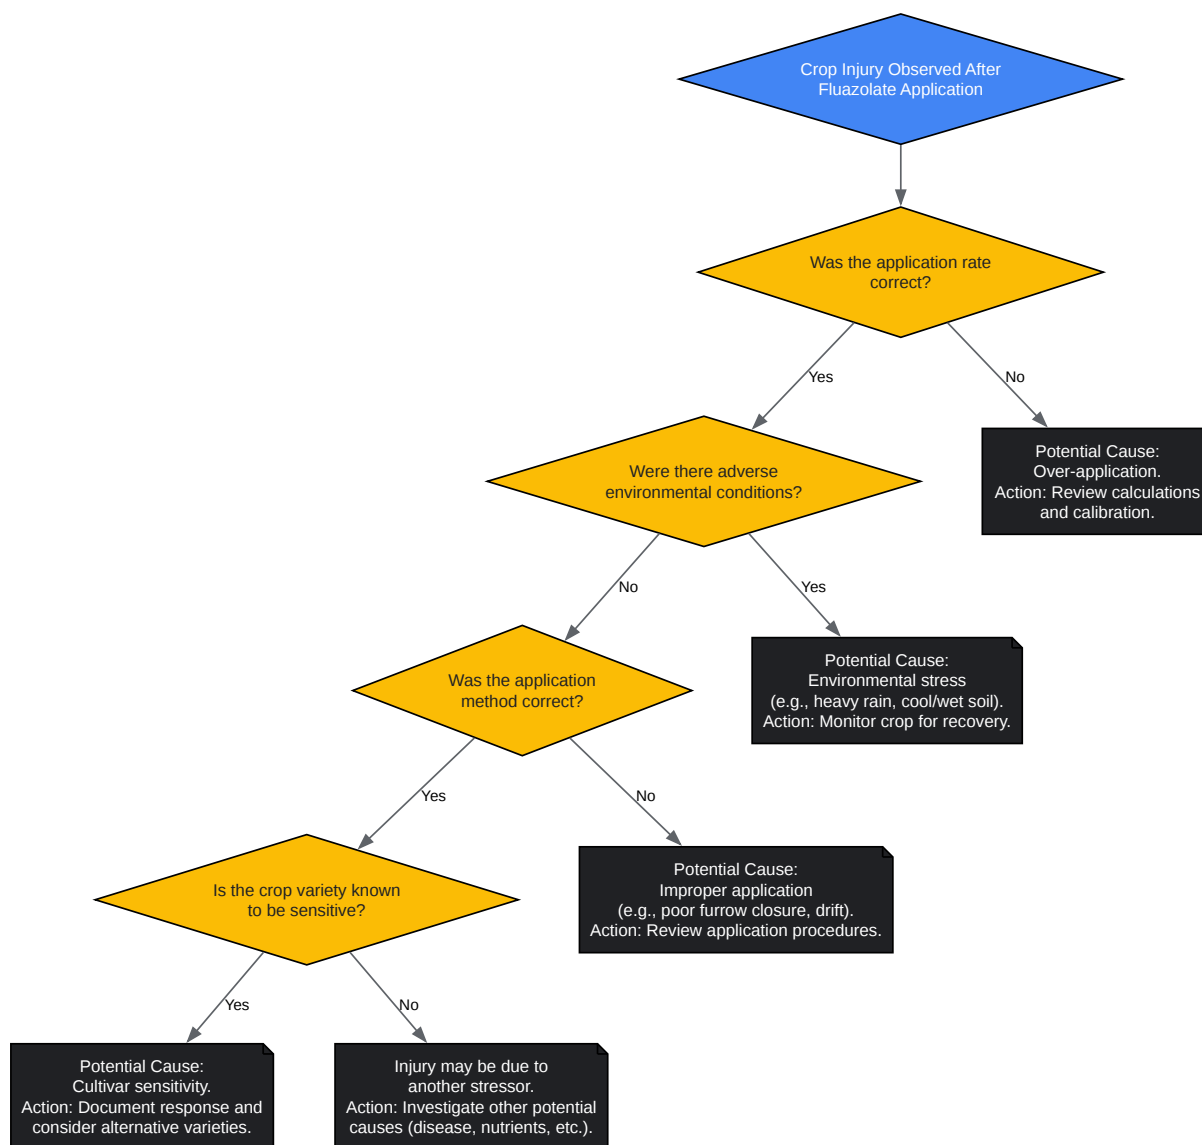 Crop Injury Observed After
Fluazolate Application
Was the application rate
correct?
Yes
No
Potential Cause:
Over-application.
Action: Review calculations
and calibration.
Were there adverse
environmental conditions?
No
Yes
Potential Cause:
Environmental stress
(e.g., heavy rain, cool/wet soil).
Action: Monitor crop for recovery.
Was the application
method correct?
Yes
No
Potential Cause:
Improper application
(e.g., poor furrow closure, drift).
Action: Review application procedures.
Is the crop variety known
to be sensitive?
Yes
No
Potential Cause:
Cultivar sensitivity.
Action: Document response and
consider alternative varieties.
Injury may be due to
another stressor.
Action: Investigate other potential
causes (disease, nutrients, etc.).